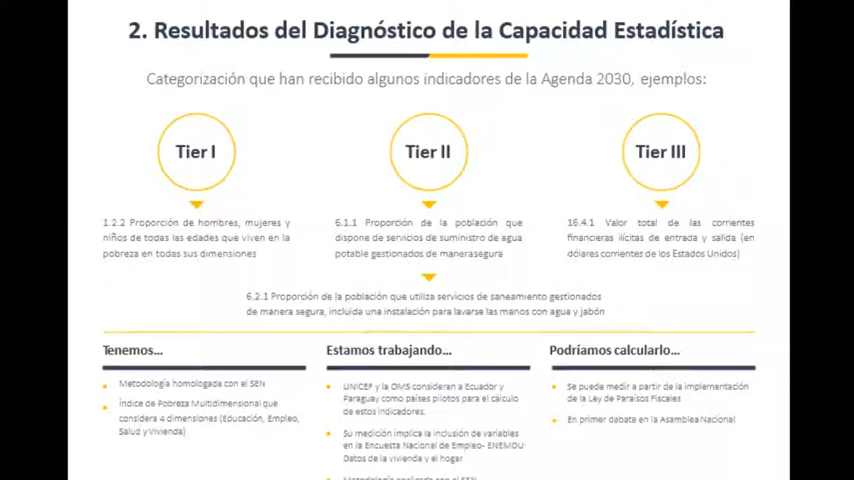 2. Resultados del Diagnóstico de la Capacidad Estadística
Categorización que han recibido algunos indicadores de la Agenda 2030, ejemplos:
Tier I
Tier II
Tier III
1.2.2 Proporción de hombres, mujeres y
niños de todas las edades que viven en la
pobreza en todas sus dimensiones
6.1.1 Proporción de la población que
dispone de servicios de suministro de agua
potable gestionados de manera segura
16.4.1 Valor total de las corrientes
financieras ilícitas de entrada y salida (en
dólares corrientes de los Estados Unidos)
6.2.1 Proporción de la población que utiliza servicios de saneamiento gestionados
de manera segura, incluida una instalación para lavarse las manos con agua y jabón
Tenemos...
Metodología homologada con el SEN
Índice de Pobreza Multidimensional que
considera 4 dimensiones (Educación, Empleo,
Salud y Vivienda)
Estamos trabajando...
UNICEF y la OMS consideran a Ecuador y
Paraguay como países pilotos para el cálculo
de estos indicadores.
Su medición implica la inclusión de variables
en la Encuesta Nacional de Empleo- ENEMDU:
Datos de la vivienda y el hogar
Podríamos calcularlo...
Se puede medir a partir de la implementación
de la Ley de Paraísos Fiscales
En primer debate en la Asamblea Nacional